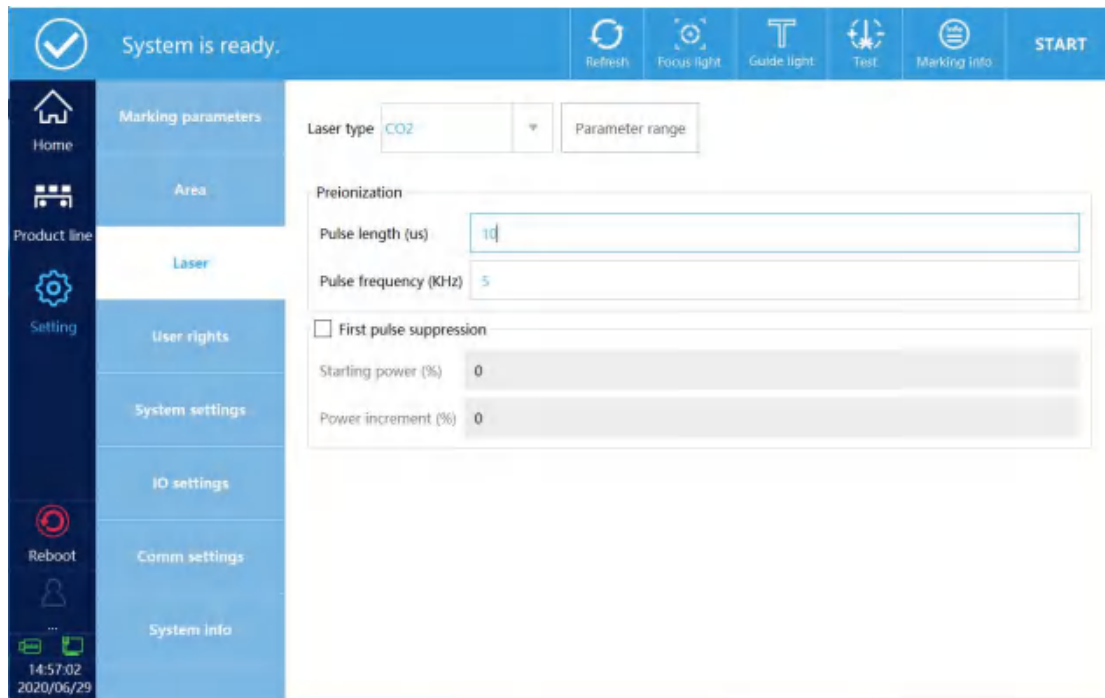 System is ready.
Refresh
Focus light
Guide light
Test
Marking info
START
Home
Product line
Setting
Reboot
...
14:57:02
2020/06/29
Marking parameters
Area
Laser
User rights
System settings
IO settings
Comm settings
System info
Laser type CO2
Parameter range
Preionization
Pulse length (us) 10
Pulse frequency (KHz) 5
First pulse suppression
Starting power (%) 0
Power increment (%) 0